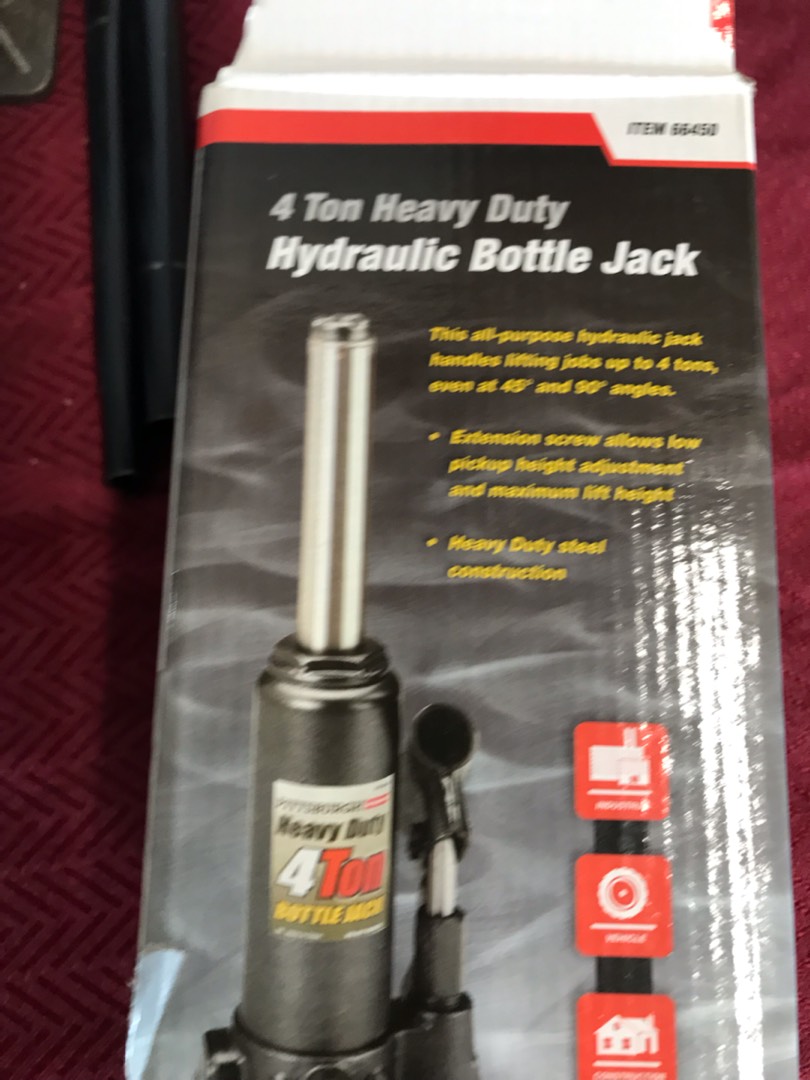 ITEM 66450
4 Ton Heavy Duty
Hydraulic Bottle Jack
This all-purpose hydraulic jack
handles lifting jobs up to 4 tons,
even at 45° and 90° angles.
• Extension screw allows low
pickup height adjustment
and maximum lift height
• Heavy Duty steel
construction
PITTSBURGH
Heavy Duty
4 Ton
BOTTLE JACK
VEHICLE